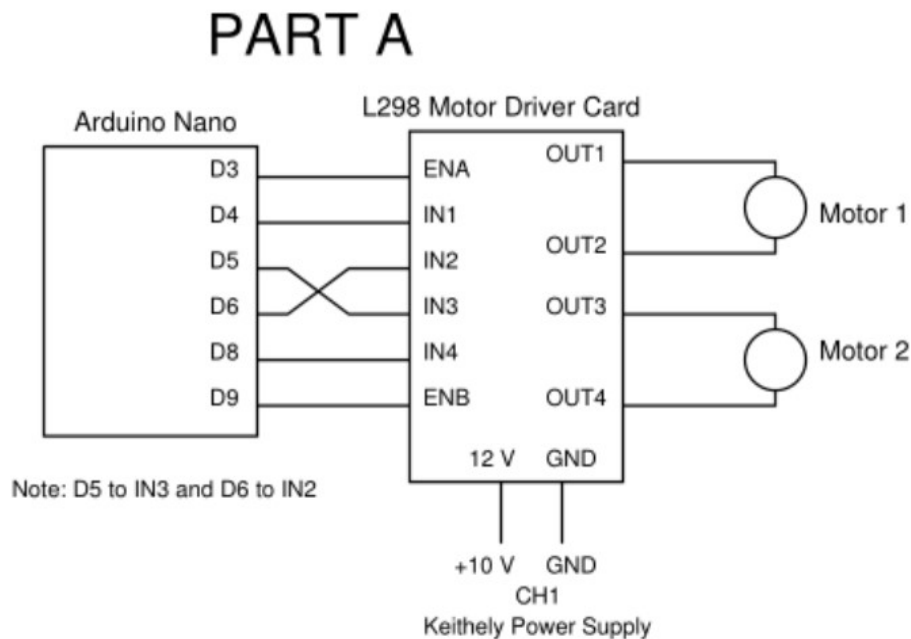 PART A
L298 Motor Driver Card
Arduino Nano
D3
D4
D5
D6
D8
D9
ENA
IN1
IN2
IN3
IN4
ENB
OUT1
OUT2
OUT3
OUT4
12 V GND
Motor 1
Motor 2
Note: D5 to IN3 and D6 to IN2
+10 V GND
CH1
Keithely Power Supply